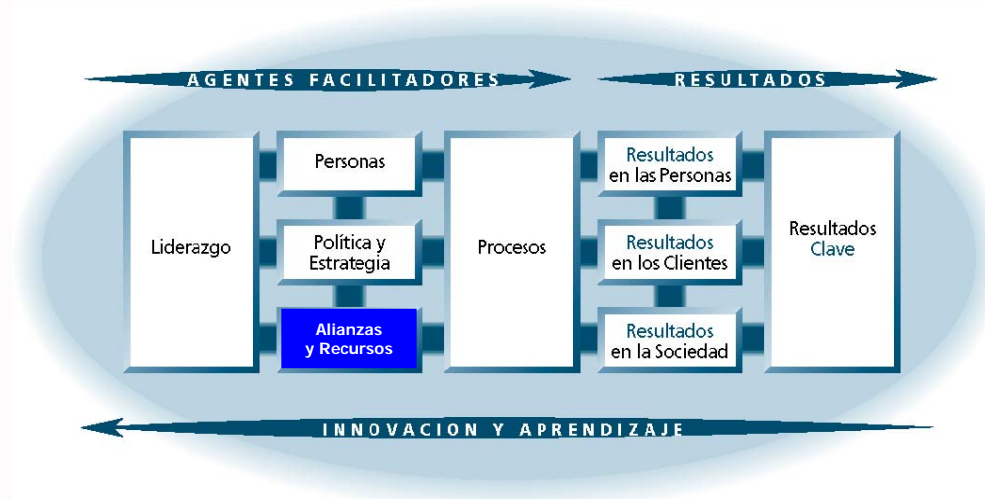 AGENTES FACILITADORES
RESULTADOS
Liderazgo
Personas
Política y
Estrategia
Alianzas
y Recursos
Procesos
Resultados
en las Personas
Resultados
en los Clientes
Resultados
en la Sociedad
Resultados
Clave
INNOVACION Y APRENDIZAJE